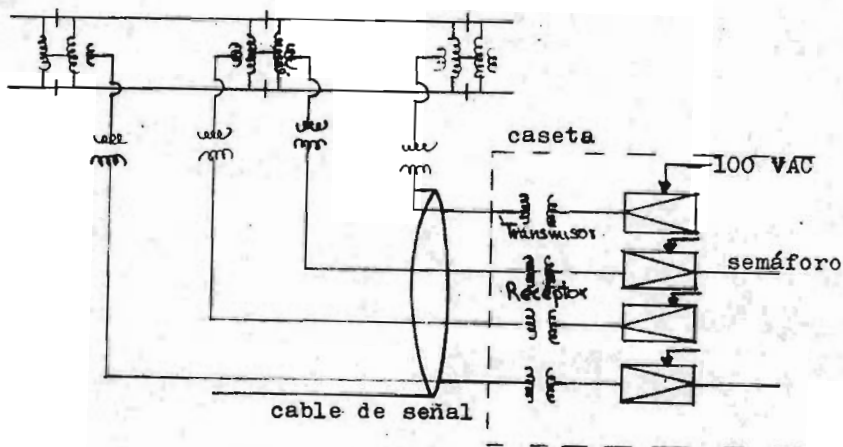 caseta
100 VAC
Transmisor
semáforo
Receptor
cable de señal